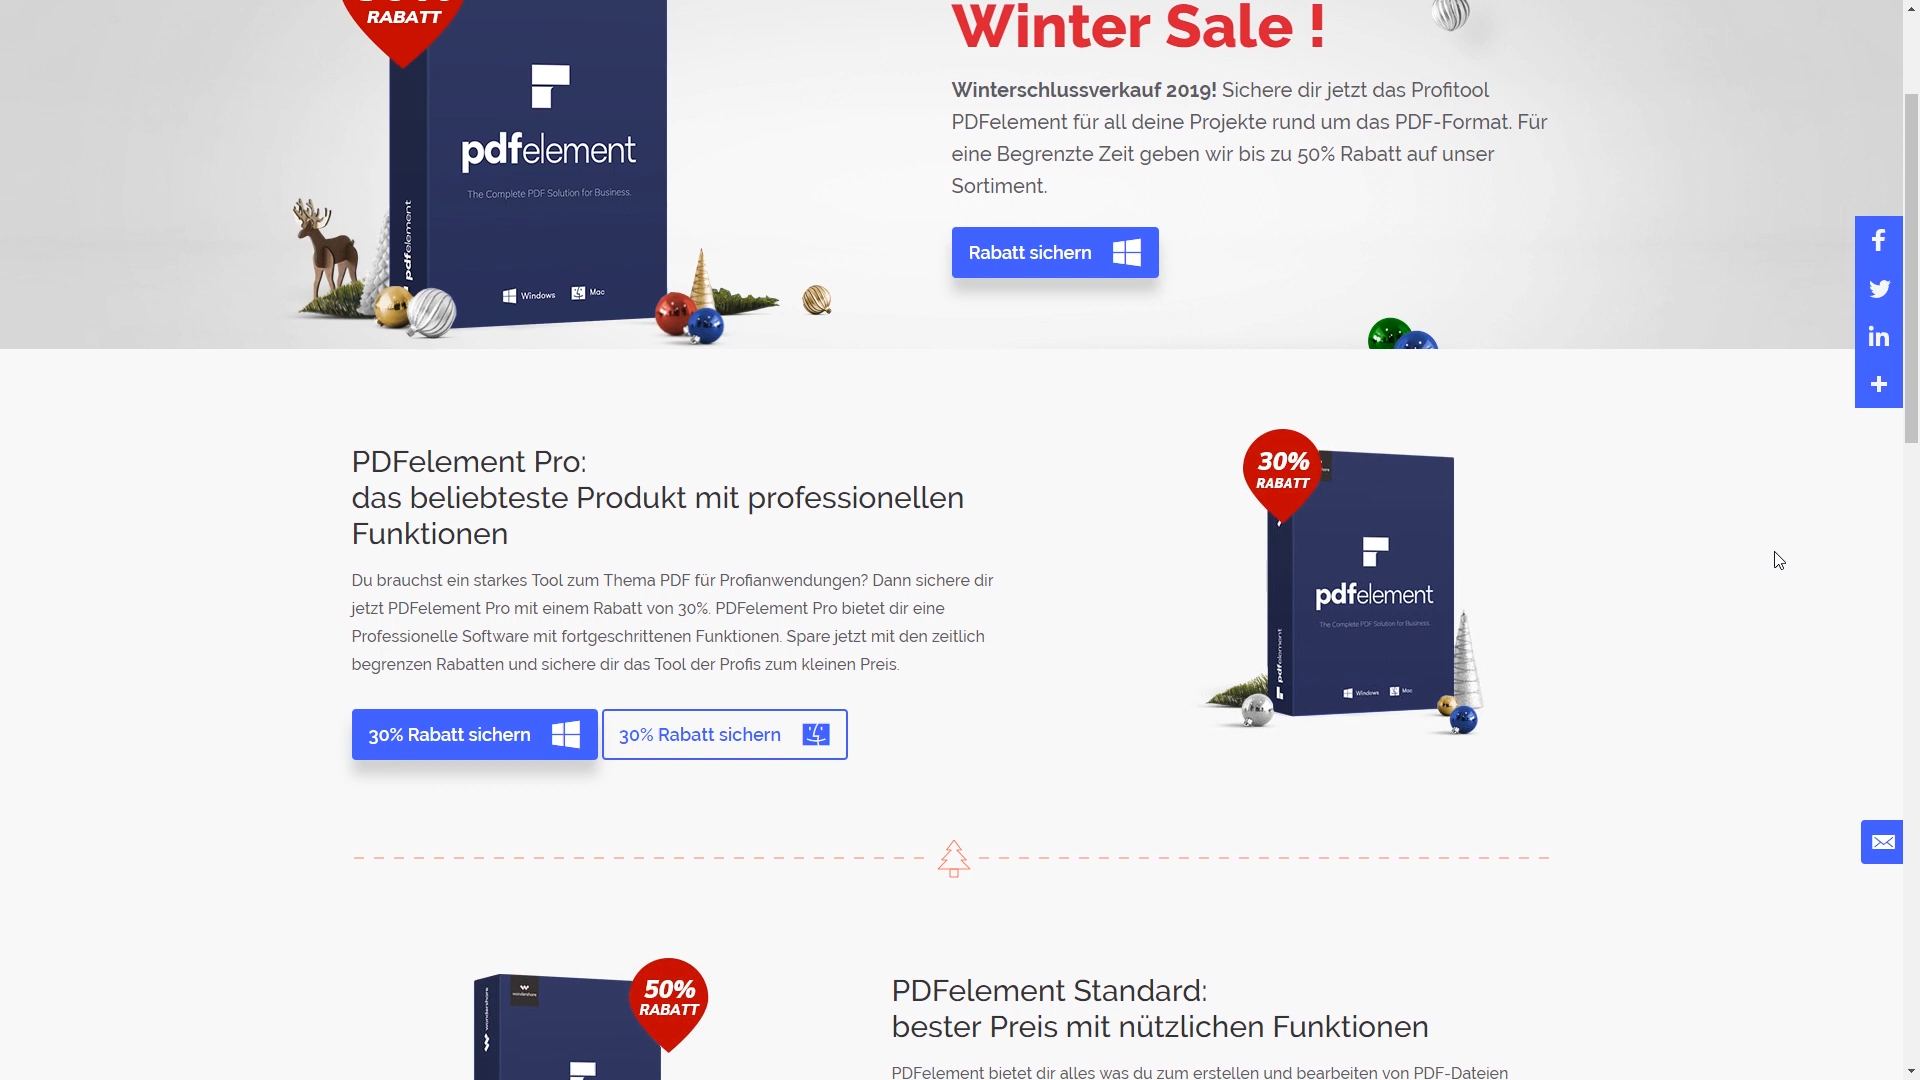 RABATT
Winter Sale !
Winterschlussverkauf 2019! Sichere dir jetzt das Profitool
PDFelement für all deine Projekte rund um das PDF-Format. Für
eine Begrenzte Zeit geben wir bis zu 50% Rabatt auf unser
Sortiment.
Rabatt sichern
pdfelement
The Complete PDF Solution for Business.
pdfelement
Windows
Mac
PDFelement Pro:
das beliebteste Produkt mit professionellen
Funktionen
Du brauchst ein starkes Tool zum Thema PDF für Profianwendungen? Dann sichere dir
jetzt PDFelement Pro mit einem Rabatt von 30%. PDFelement Pro bietet dir eine
Professionelle Software mit fortgeschrittenen Funktionen. Spare jetzt mit den zeitlich
begrenzen Rabatten und sichere dir das Tool der Profis zum kleinen Preis.
30% Rabatt sichern
30% Rabatt sichern
30%
RABATT
pdfelement
The Complete PDF Solution for Business.
pdfelement
Windows
Mac
50%
RABATT
wondershare
wondershare
PDFelement Standard:
bester Preis mit nützlichen Funktionen
PDFelement bietet dir alles was du zum erstellen und bearbeiten von PDF-Dateien